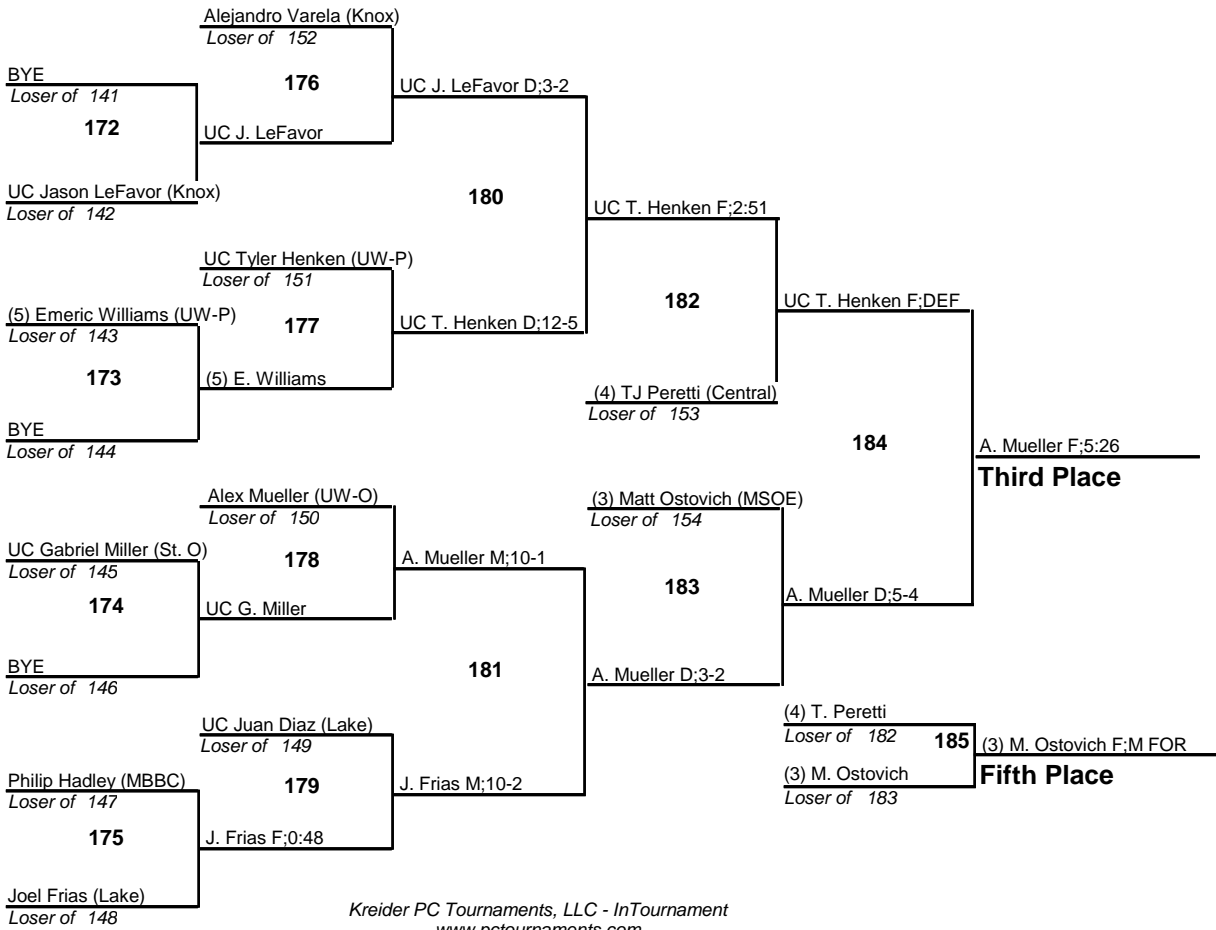 Alejandro Varela (Knox)
Loser of 152
BYE
Loser of 141
176
UC J. LeFavor D;3-2
172
UC J. LeFavor
UC Jason LeFavor (Knox)
Loser of 142
180
UC T. Henken F;2:51
UC Tyler Henken (UW-P)
Loser of 151
(5) Emeric Williams (UW-P)
Loser of 143
177
UC T. Henken D;12-5
182
UC T. Henken F;DEF
173
(5) E. Williams
(4) TJ Peretti (Central)
Loser of 153
BYE
Loser of 144
184
A. Mueller F;5:26
Third Place
Alex Mueller (UW-O)
Loser of 150
(3) Matt Ostovich (MSOE)
Loser of 154
UC Gabriel Miller (St. O)
Loser of 145
178
A. Mueller M;10-1
183
A. Mueller D;5-4
174
UC G. Miller
BYE
Loser of 146
181
A. Mueller D;3-2
UC Juan Diaz (Lake)
Loser of 149
(4) T. Peretti
Loser of 182
185
(3) M. Ostovich F;M FOR
Fifth Place
(3) M. Ostovich
Loser of 183
Philip Hadley (MBBC)
Loser of 147
179
J. Frias M;10-2
175
J. Frias F;0:48
Joel Frias (Lake)
Loser of 148
Kreider PC Tournaments, LLC - InTournament
www.pctournaments.com